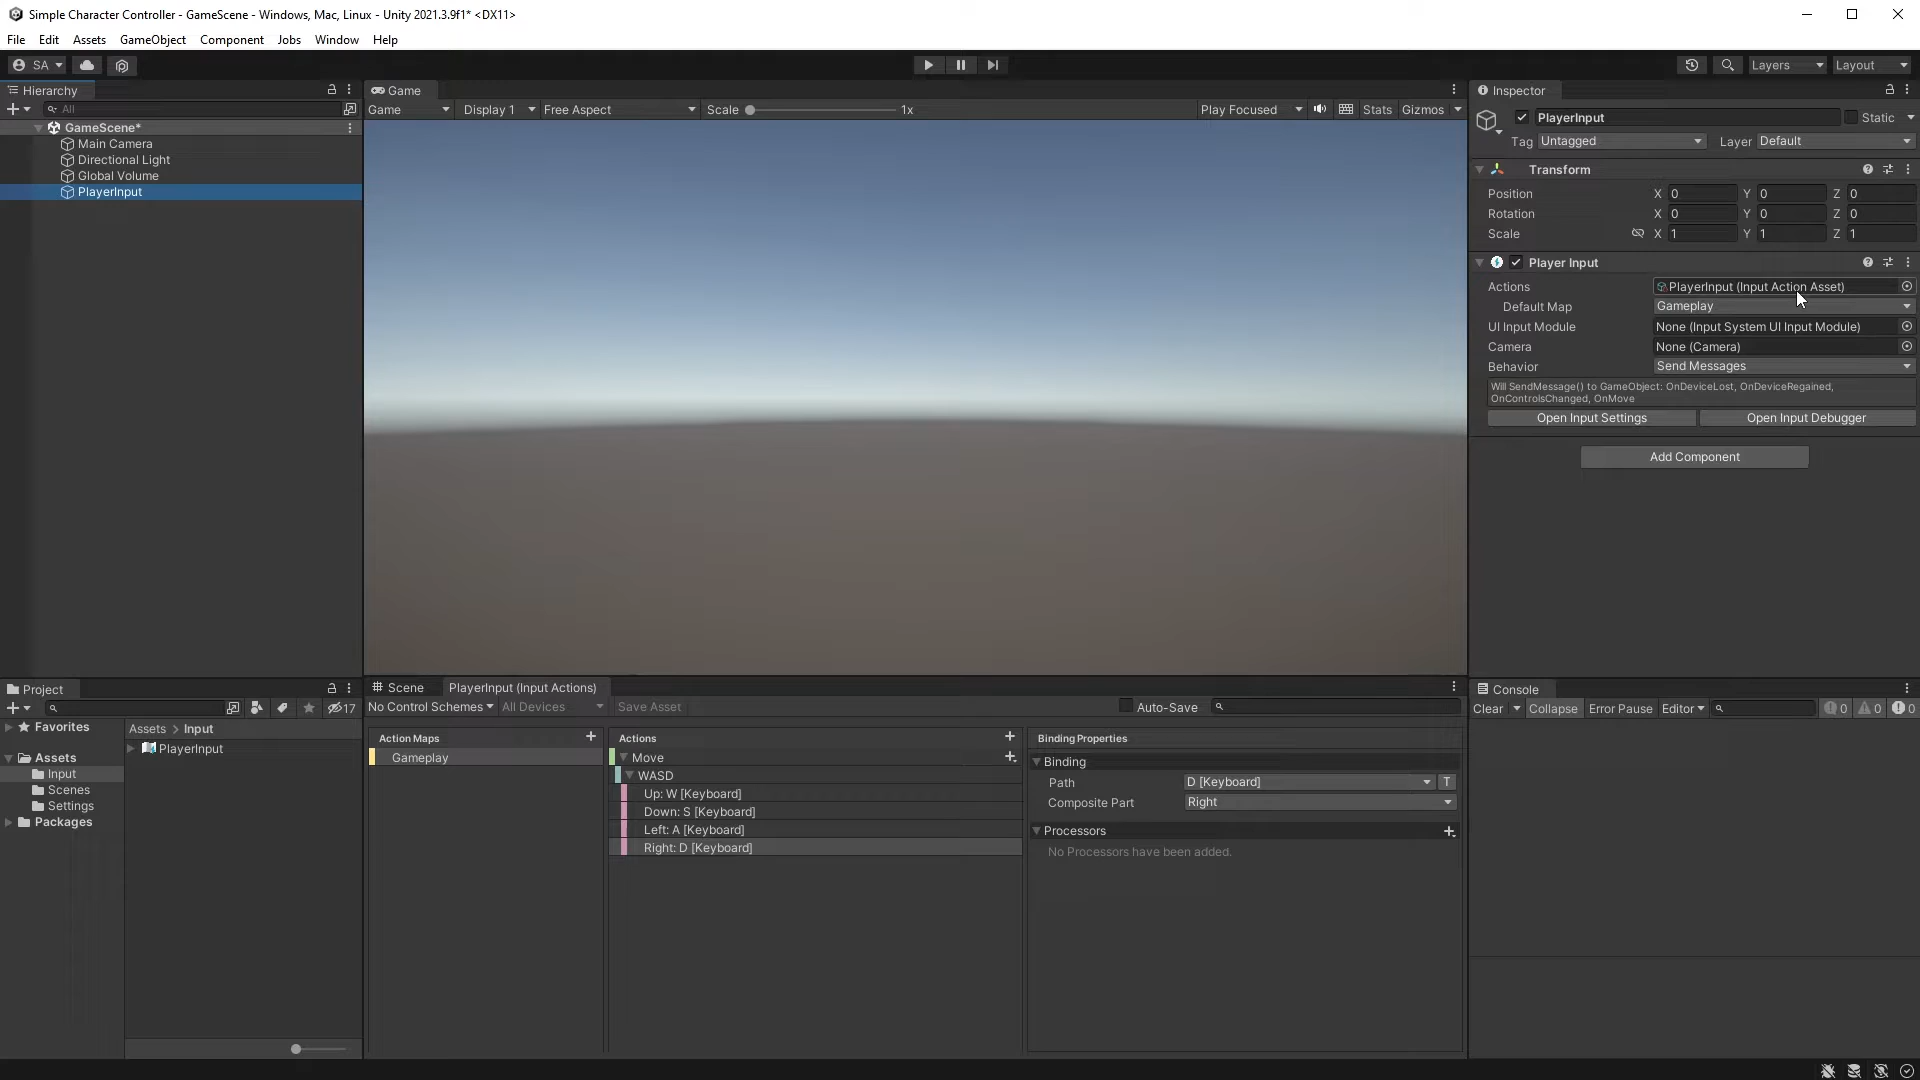 Simple Character Controller - GameScene - Windows, Mac, Linux - Unity 2021.3.9f1* <DX11>
File Edit Assets GameObject Component Jobs Window Help
SA
Layers Layout
Hierarchy
All
GameScene*
Main Camera
Directional Light
Global Volume
PlayerInput
Game
Game Display 1 Free Aspect Scale 1x Play Focused Stats Gizmos
Inspector
PlayerInput Static
Tag Untagged Layer Default
Transform
Position X 0 Y 0 Z 0
Rotation X 0 Y 0 Z 0
Scale X 1 Y 1 Z 1
Player Input
Actions PlayerInput (Input Action Asset)
Default Map Gameplay
UI Input Module None (Input System UI Input Module)
Camera None (Camera)
Behavior Send Messages
Will SendMessage() to GameObject: OnDeviceLost, OnDeviceRegained,
OnControlsChanged, OnMove
Open Input Settings Open Input Debugger
Add Component
Project
17
Favorites
Assets
Input
Scenes
Settings
Packages
Assets > Input
PlayerInput
Scene PlayerInput (Input Actions)
No Control Schemes All Devices Save Asset Auto-Save
Action Maps
Gameplay
Actions
Move
WASD
Up: W [Keyboard]
Down: S [Keyboard]
Left: A [Keyboard]
Right: D [Keyboard]
Binding Properties
Binding
Path D [Keyboard] T
Composite Part Right
Processors
No Processors have been added.
Console
Clear Collapse Error Pause Editor 0 0 0